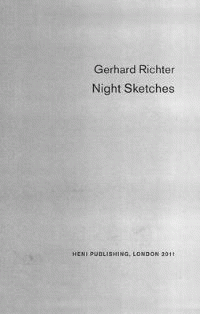 Gerhard Richter
Night Sketches
HENI PUBLISHING, LONDON 2011